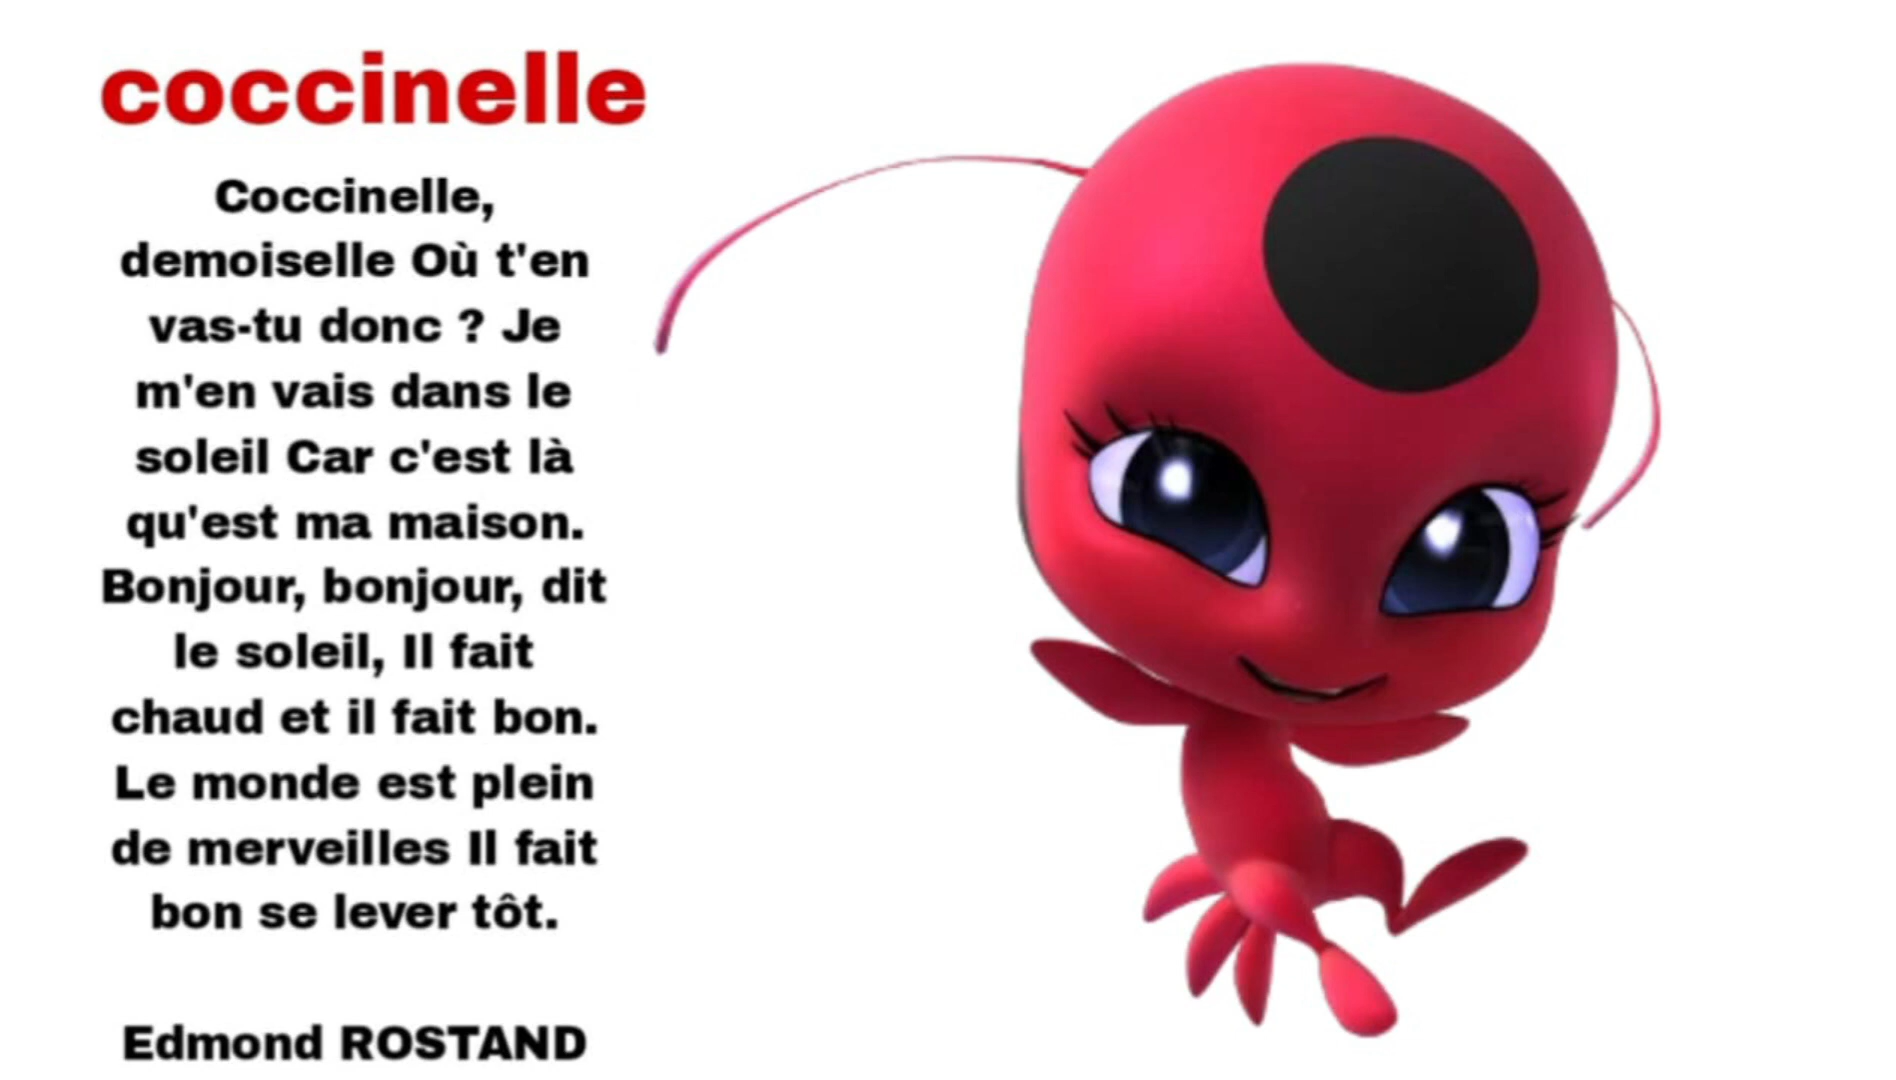 coccinelle
Coccinelle,
demoiselle Où t'en
vas-tu donc ? Je
m'en vais dans le
soleil Car c'est là
qu'est ma maison.
Bonjour, bonjour, dit
le soleil, Il fait
chaud et il fait bon.
Le monde est plein
de merveilles Il fait
bon se lever tôt.
Edmond ROSTAND